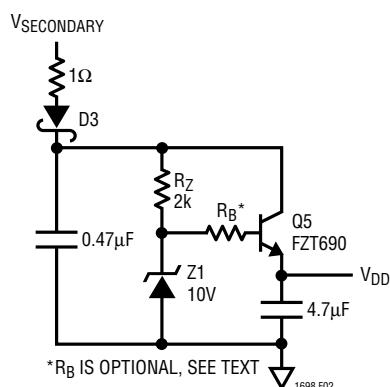 VSECONDARY
1Ω
D3
RZ
2k
RB*
Q5
FZT690
0.47µF
Z1
10V
VDD
4.7µF
*RB IS OPTIONAL, SEE TEXT
1698 F02